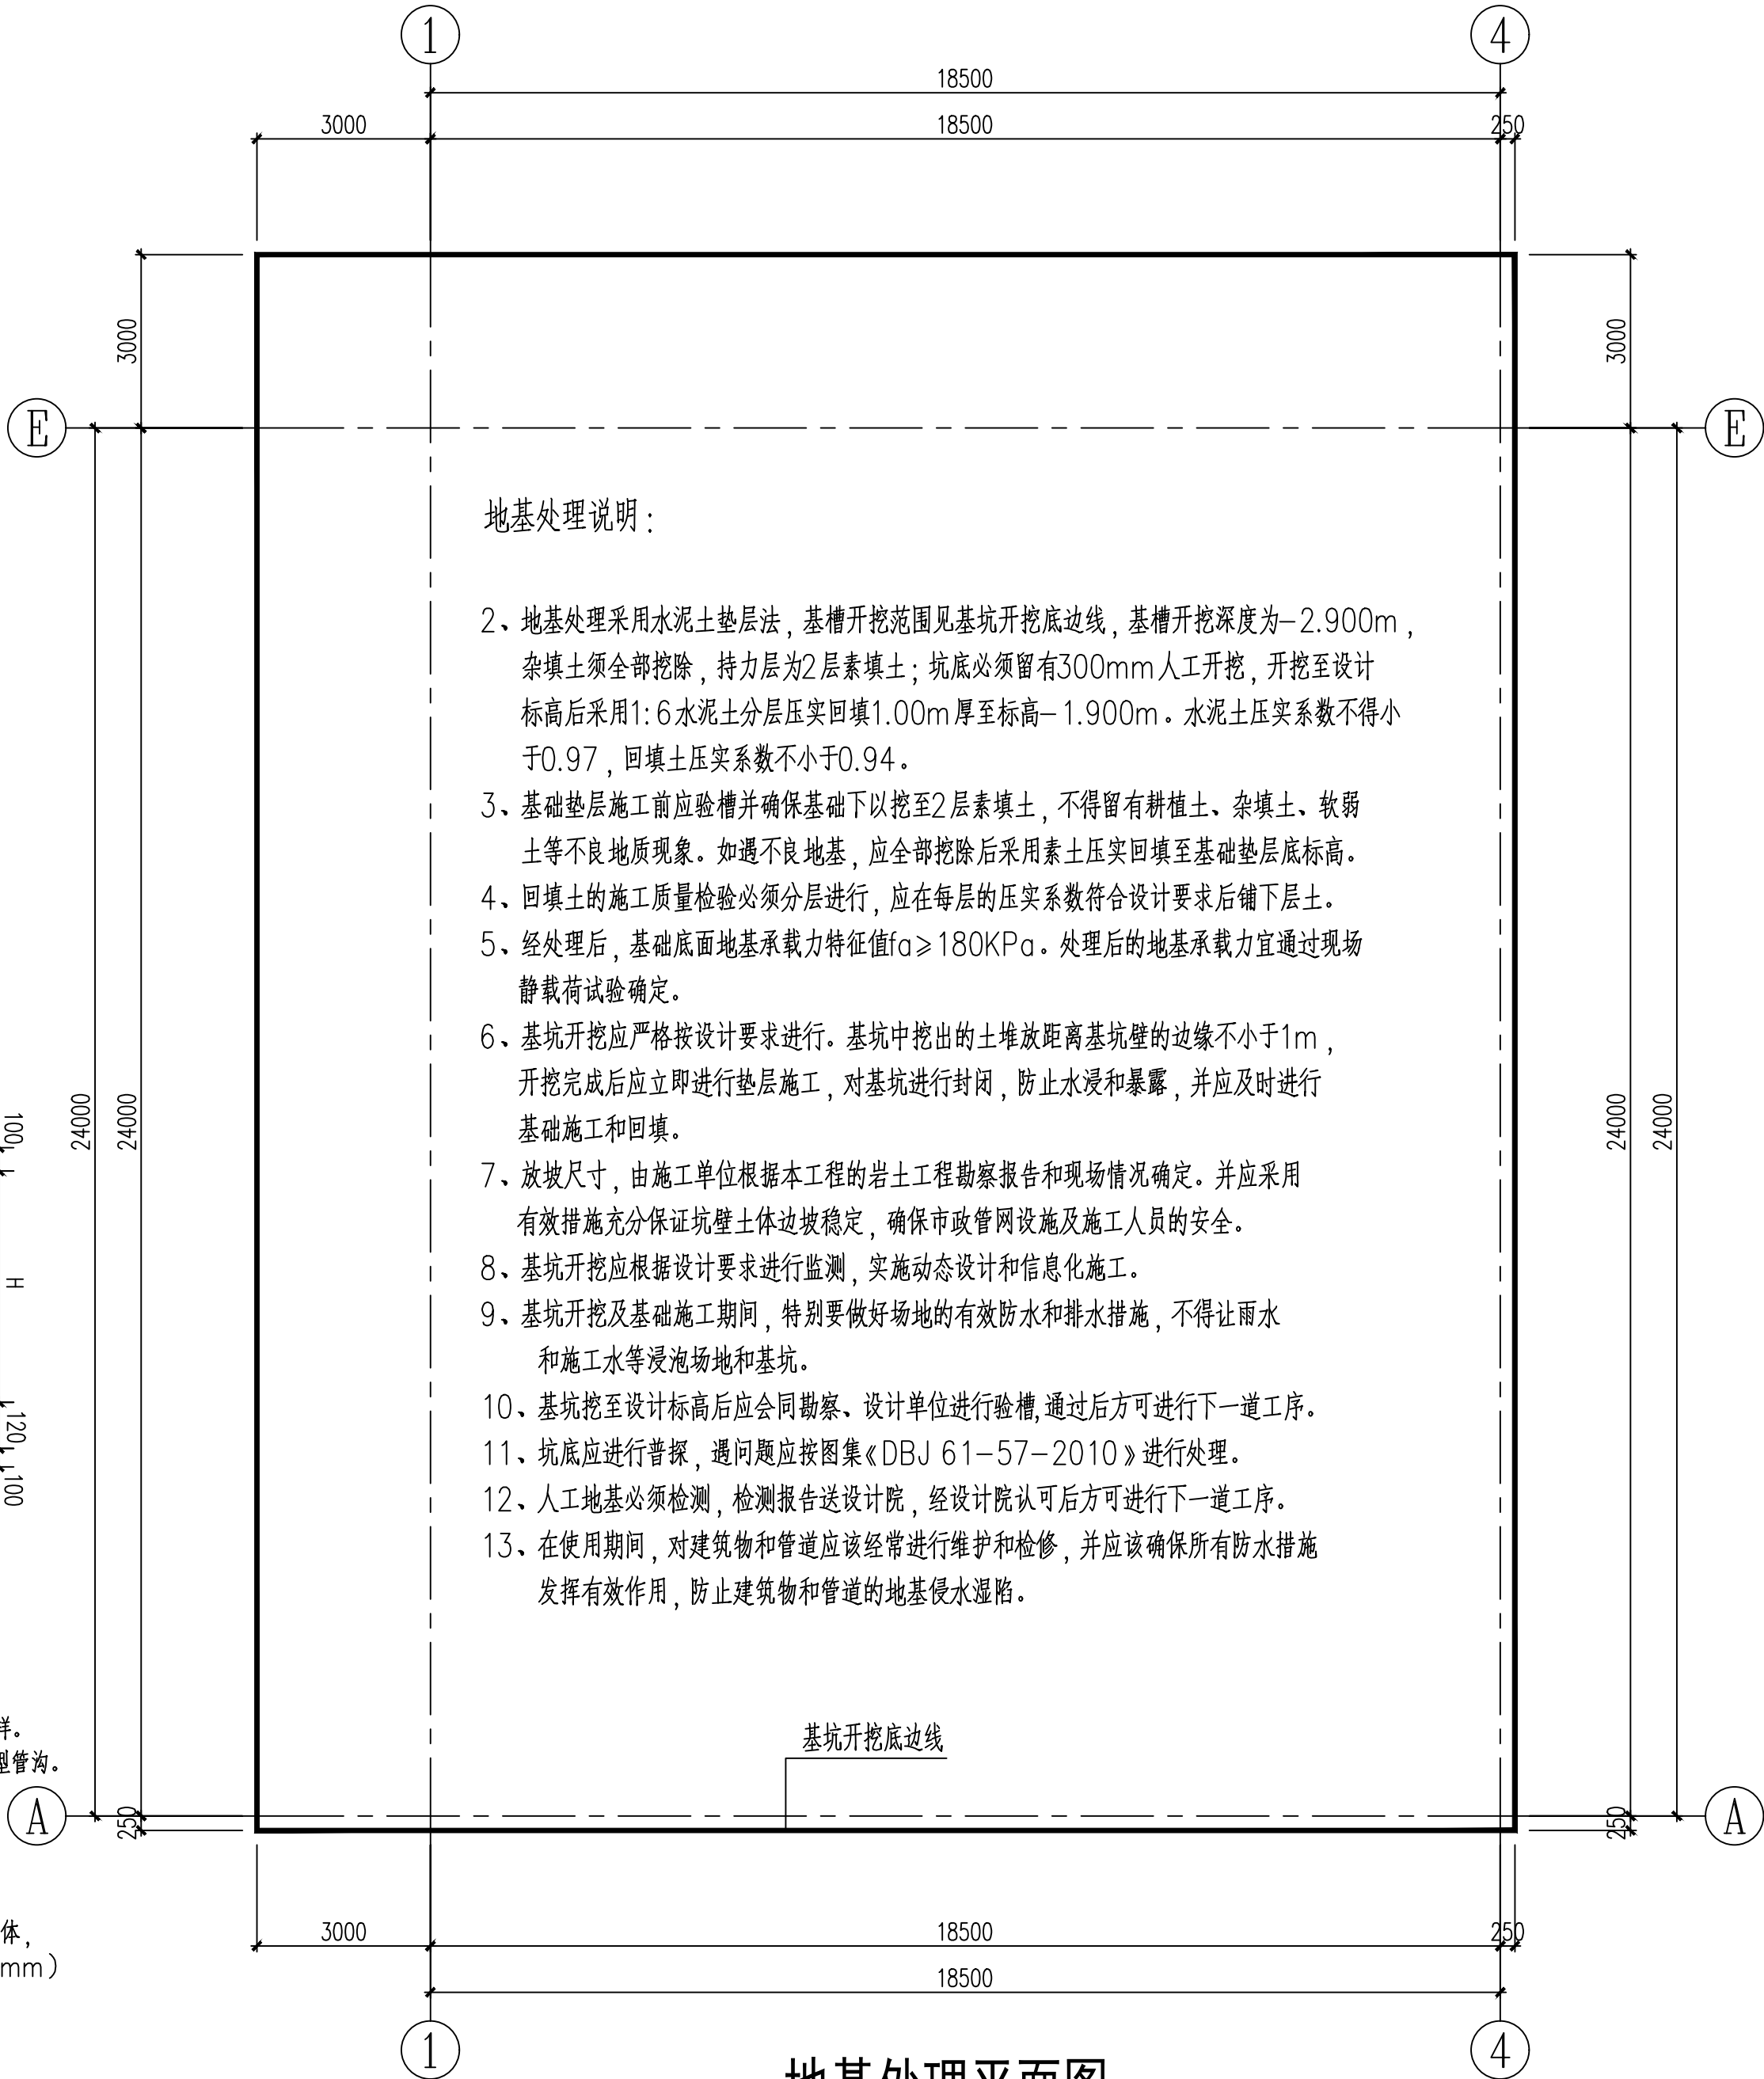 1
4
18500
3000
18500
250
3000
3000
E
E
地基处理说明：
2、地基处理采用水泥土垫层法，基槽开挖范围见基坑开挖底边线，基槽开挖深度为-2.900m，
杂填土须全部挖除，持力层为2层素填土；坑底必须留有300mm人工开挖，开挖至设计
标高后采用1:6水泥土分层压实回填1.00m厚至标高-1.900m。水泥土压实系数不得小
于0.97，回填土压实系数不小于0.94。
3、基础垫层施工前应验槽并确保基础下以挖至2层素填土，不得留有耕植土、杂填土、软弱
土等不良地质现象。如遇不良地基，应全部挖除后采用素土压实回填至基础垫层底标高。
4、回填土的施工质量检验必须分层进行，应在每层的压实系数符合设计要求后铺下层土。
5、经处理后，基础底面地基承载力特征值fa≥180KPa。处理后的地基承载力宜通过现场
静载荷试验确定。
6、基坑开挖应严格按设计要求进行。基坑中挖出的土堆放距离基坑壁的边缘不小于1m，
开挖完成后应立即进行垫层施工，对基坑进行封闭，防止水浸和暴露，并应及时进行
基础施工和回填。
7、放坡尺寸，由施工单位根据本工程的岩土工程勘察报告和现场情况确定。并应采用
有效措施充分保证坑壁土体边坡稳定，确保市政管网设施及施工人员的安全。
8、基坑开挖应根据设计要求进行监测，实施动态设计和信息化施工。
9、基坑开挖及基础施工期间，特别要做好场地的有效防水和排水措施，不得让雨水
和施工水等浸泡场地和基坑。
10、基坑挖至设计标高后应会同勘察、设计单位进行验槽,通过后方可进行下一道工序。
11、坑底应进行普探，遇问题应按图集《DBJ 61-57-2010》进行处理。
12、人工地基必须检测，检测报告送设计院，经设计院认可后方可进行下一道工序。
13、在使用期间，对建筑物和管道应该经常进行维护和检修，并应该确保所有防水措施
发挥有效作用，防止建筑物和管道的地基侵水湿陷。
24000
24000
24000
24000
100
H
120
100
样。
型管沟。
基坑开挖底边线
A
A
250
250
体，
mm）
3000
18500
250
18500
1
4
地基处理平面图